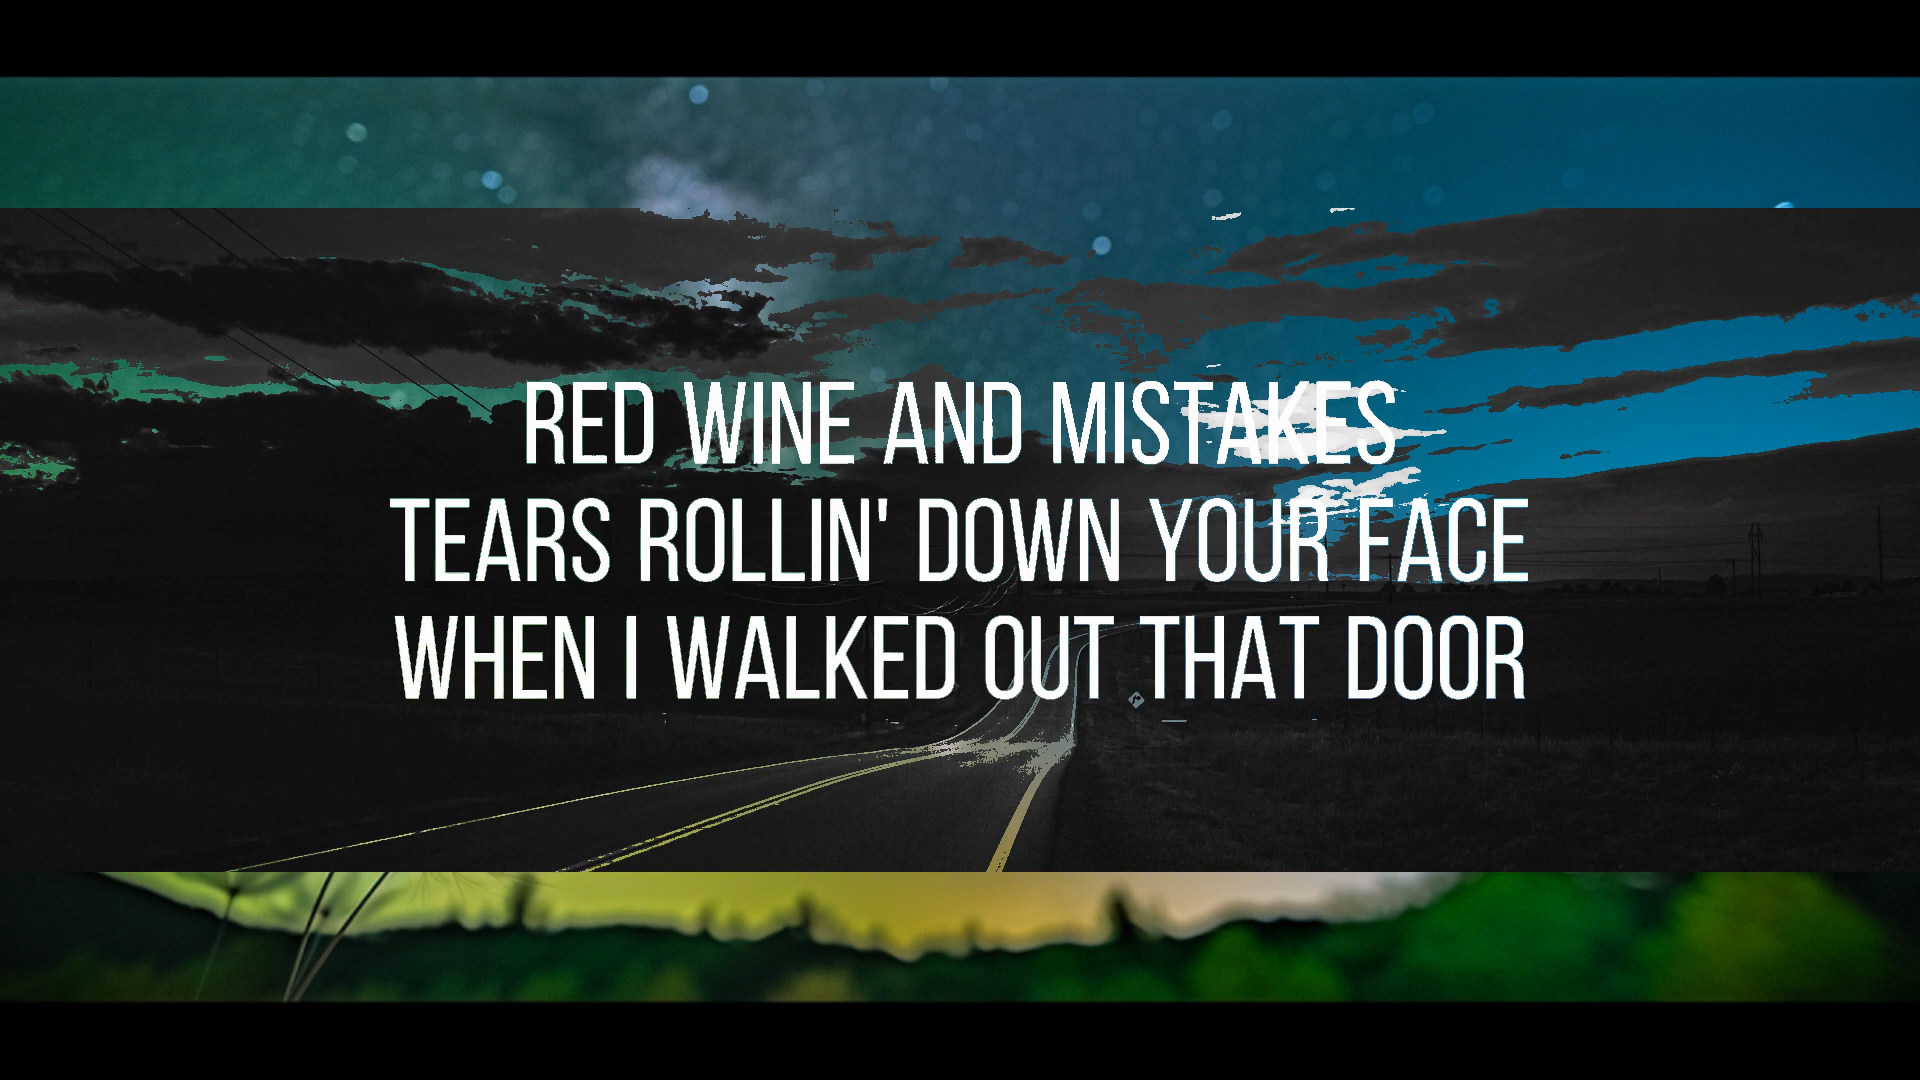 RED WINE AND MISTAKES
TEARS ROLLIN' DOWN YOUR FACE
WHEN I WALKED OUT THAT DOOR